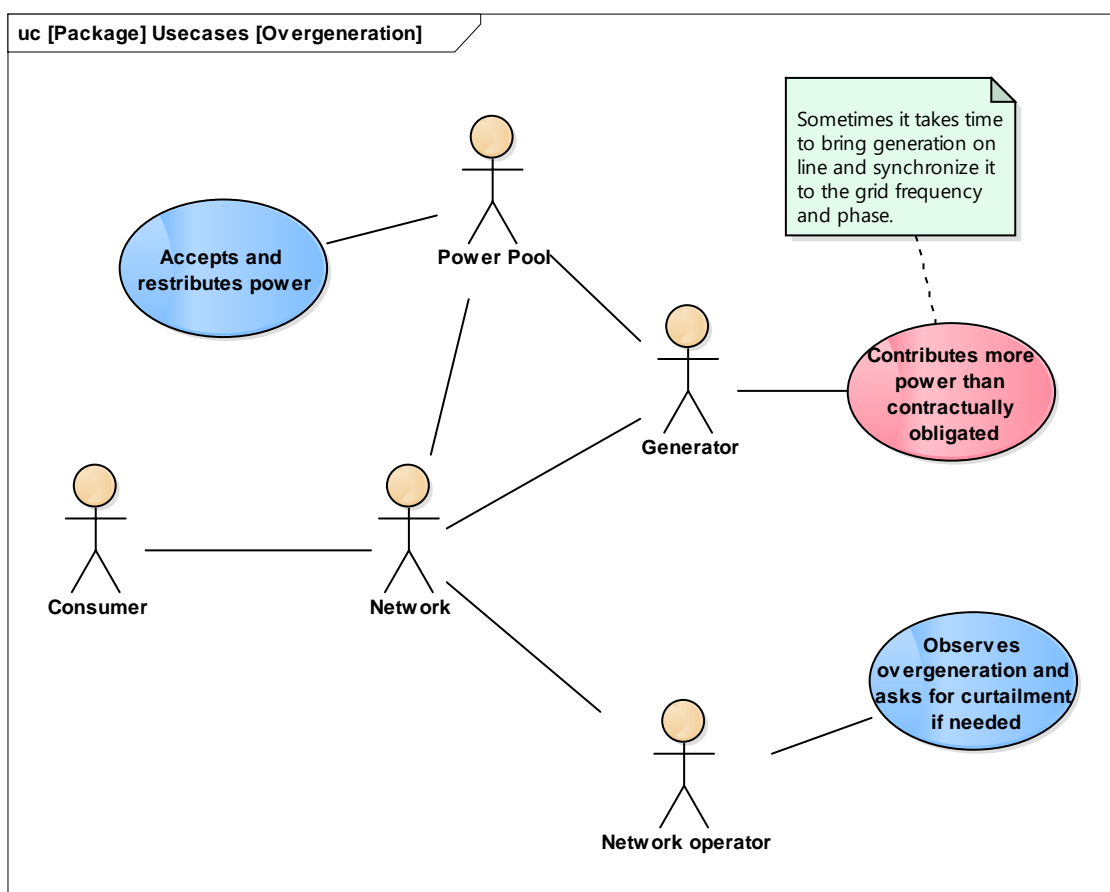 uc [Package] Usecases [Overgeneration]
Sometimes it takes time
to bring generation on
line and synchronize it
to the grid frequency
and phase.
Power Pool
Accepts and
restributes power
Generator
Contributes more
power than
contractually
obligated
Consumer
Network
Observes
overgeneration and
asks for curtailment
if needed
Network operator